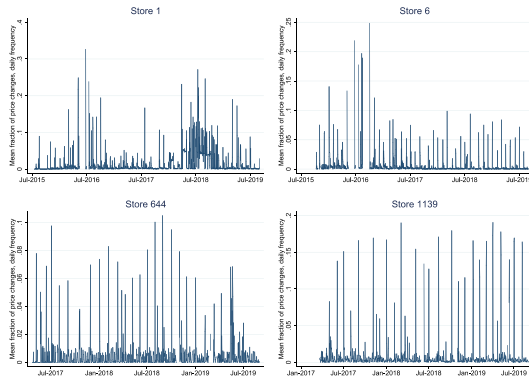 Store 1
Mean fraction of price changes, daily frequency
0 .1 .2 .3 .4
Jul-2015 Jul-2016 Jul-2017 Jul-2018 Jul-2019
Store 6
Mean fraction of price changes, daily frequency
0 .05 .1 .15 .2 .25
Jul-2015 Jul-2016 Jul-2017 Jul-2018 Jul-2019
Store 644
Mean fraction of price changes, daily frequency
0 .02 .04 .06 .08 .1
Jul-2017 Jan-2018 Jul-2018 Jan-2019 Jul-2019
Store 1139
Mean fraction of price changes, daily frequency
0 .05 .1 .15 .2
Jan-2017 Jul-2017 Jan-2018 Jul-2018 Jan-2019 Jul-2019